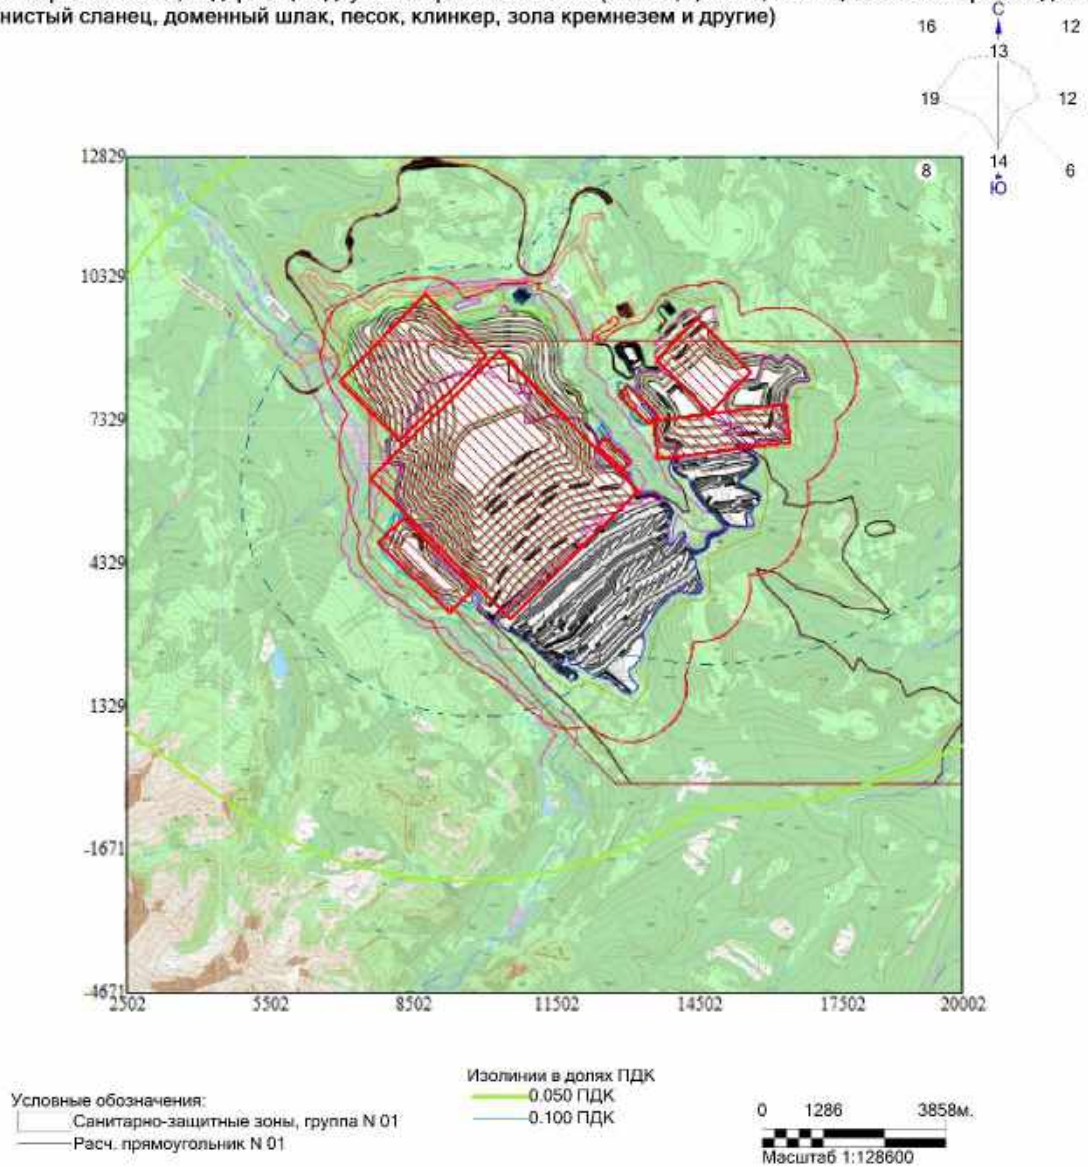 нистый сланец, доменный шлак, песок, клинкер, зола кремнезем и другие)
С
16
12
13
19
12
14
8
6
Ю
12829
10329
7329
4329
1329
-1671
-4671
2502
5502
8502
11502
14502
17502
20002
Изолинии в долях ПДК
Условные обозначения:
0.050 ПДК
Санитарно-защитные зоны, группа N 01
0.100 ПДК
Расч. прямоугольник N 01
0 1286 3858м.
Масштаб 1:128600